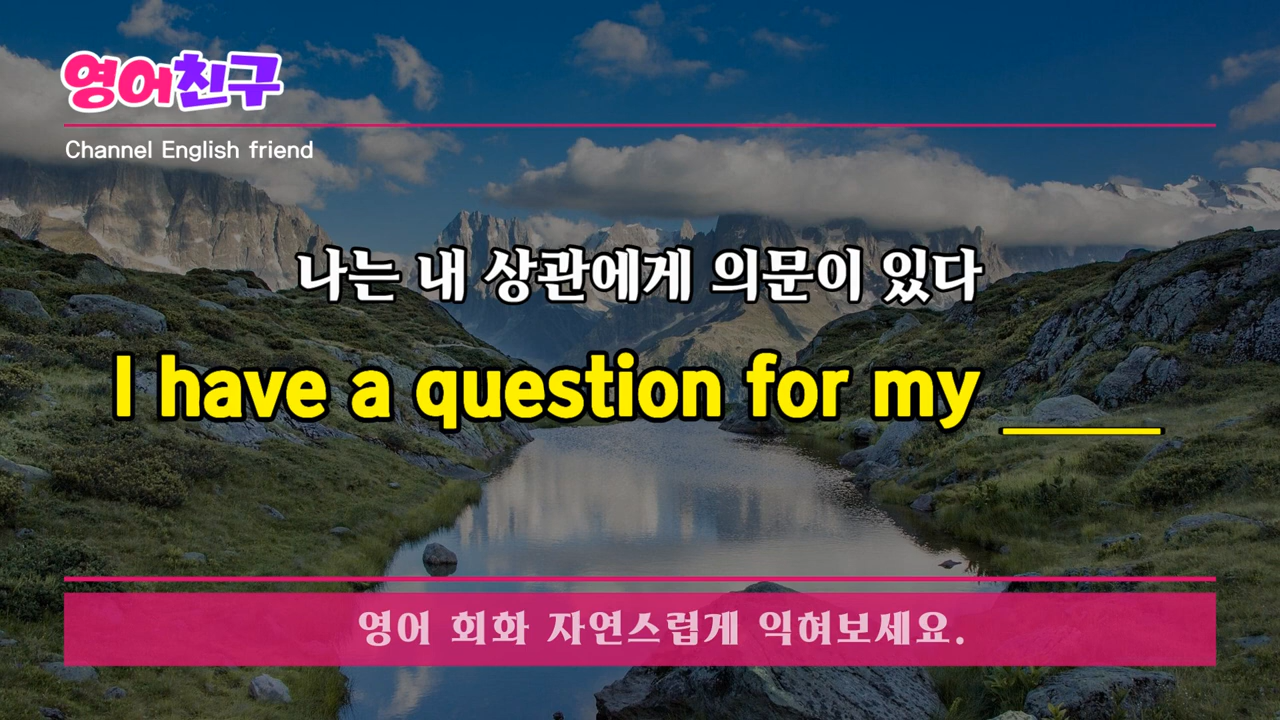 영어친구
Channel English friend
나는 내 상관에게 의문이 있다
I have a question for my _____
영어 회화 자연스럽게 익혀보세요.